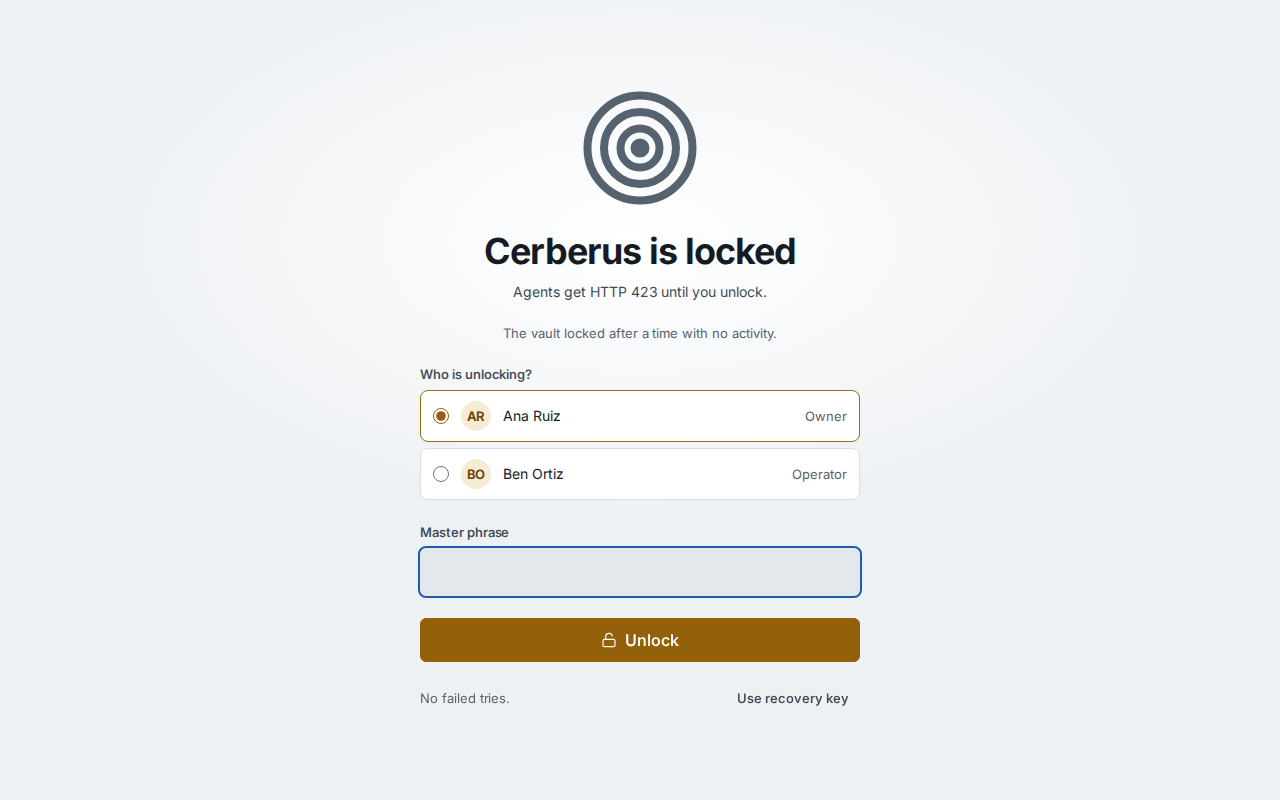 Cerberus is locked
Agents get HTTP 423 until you unlock.
The vault locked after a time with no activity.
Who is unlocking?
AR Ana Ruiz Owner
BO Ben Ortiz Operator
Master phrase
Unlock
No failed tries. Use recovery key